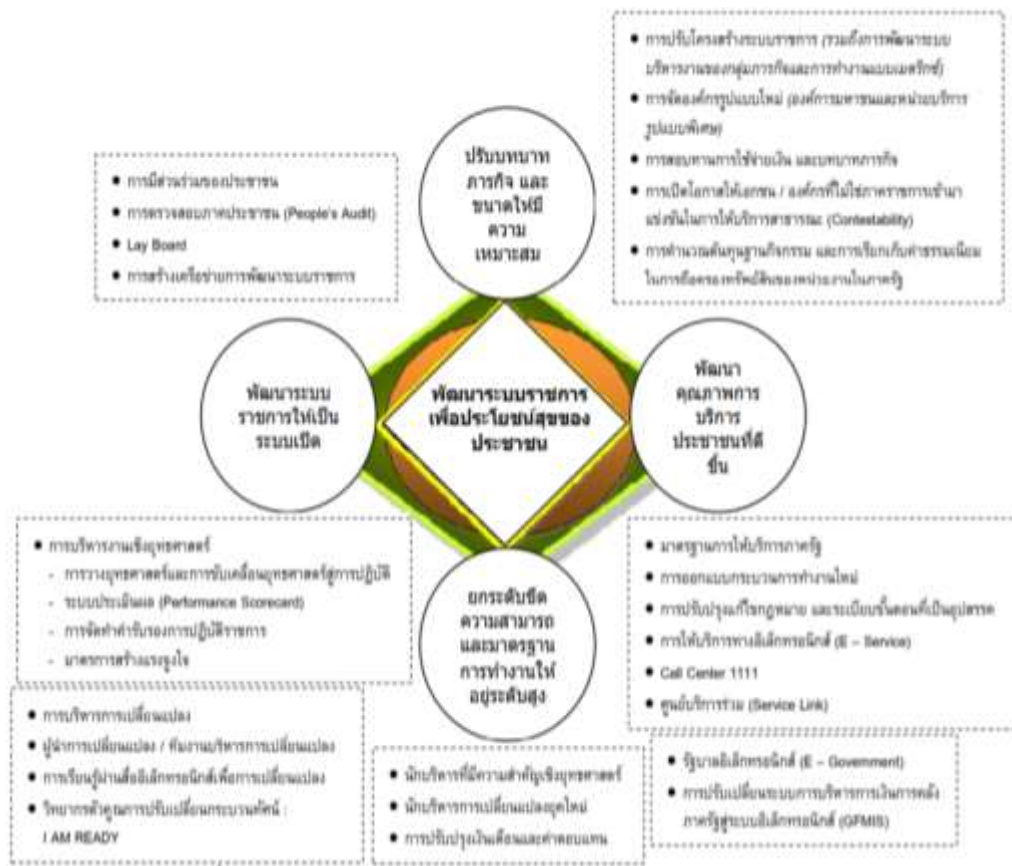 ● การปรับโครงสร้างระบบราชการ (รวมถึงการพัฒนาระบบ
บริหารงานของกลุ่มภารกิจและการทำงานแบบเมตริกซ์)
● การจัดองค์กรรูปแบบใหม่ (องค์การมหาชนและหน่วยบริการ
รูปแบบพิเศษ)
● การสอบทานการใช้จ่ายเงิน และบทบาทภารกิจ
● การเปิดโอกาสให้เอกชน / องค์กรที่ไม่ใช่ภาคราชการเข้ามา
แข่งขันในการให้บริการสาธารณะ (Contestability)
● การคำนวณต้นทุนฐานกิจกรรม และการเรียกเก็บค่าธรรมเนียม
ในการถือครองทรัพย์สินของหน่วยงานในภาครัฐ
ปรับบทบาท
ภารกิจ และ
ขนาดให้มี
ความ
เหมาะสม
● การมีส่วนร่วมของประชาชน
● การตรวจสอบภาคประชาชน (People's Audit)
● Lay Board
● การสร้างเครือข่ายการพัฒนาระบบราชการ
พัฒนาระบบ
ราชการให้เป็น
ระบบเปิด
พัฒนาระบบราชการ
เพื่อประโยชน์สุขของ
ประชาชน
พัฒนา
คุณภาพการ
บริการ
ประชาชนที่ดี
ขึ้น
● การบริหารงานเชิงยุทธศาสตร์
- การวางยุทธศาสตร์และการขับเคลื่อนยุทธศาสตร์สู่การปฏิบัติ
- ระบบประเมินผล (Performance Scorecard)
- การจัดทำคำรับรองการปฏิบัติราชการ
- มาตรการสร้างแรงจูงใจ
ยกระดับขีด
ความสามารถ
และมาตรฐาน
การทำงานให้
อยู่ระดับสูง
● มาตรฐานการให้บริการภาครัฐ
● การออกแบบกระบวนการทำงานใหม่
● การปรับปรุงแก้ไขกฎหมาย และระเบียบขั้นตอนที่เป็นอุปสรรค
● การให้บริการทางอิเล็กทรอนิกส์ (E – Service)
● Call Center 1111
● ศูนย์บริการร่วม (Service Link)
● การบริหารการเปลี่ยนแปลง
● ผู้นำการเปลี่ยนแปลง / ทีมงานบริหารการเปลี่ยนแปลง
● การเรียนรู้ผ่านสื่ออิเล็กทรอนิกส์เพื่อการเปลี่ยนแปลง
● วิทยากรตัวคูณการปรับเปลี่ยนกระบวนทัศน์ :
I AM READY
● นักบริหารที่มีความสำคัญเชิงยุทธศาสตร์
● นักบริหารการเปลี่ยนแปลงยุคใหม่
● การปรับปรุงเงินเดือนและค่าตอบแทน
● รัฐบาลอิเล็กทรอนิกส์ (E – Government)
● การปรับเปลี่ยนระบบการบริหารการเงินการคลัง
ภาครัฐสู่ระบบอิเล็กทรอนิกส์ (GFMIS)